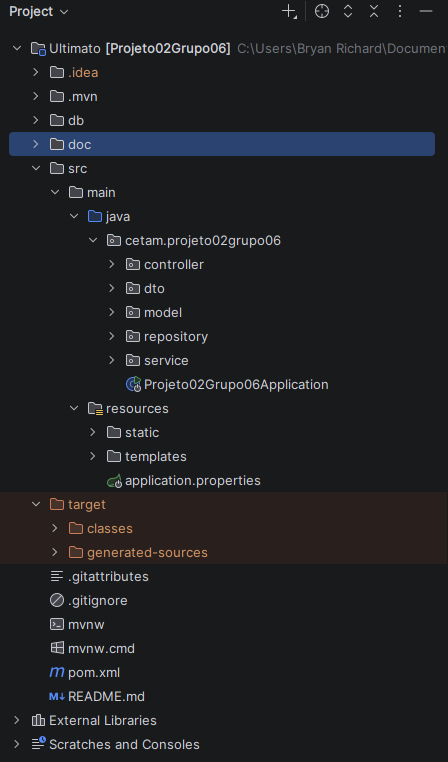 Project
Ultimato [Projeto02Grupo06] C:\Users\Bryan Richard\Documen
.idea
.mvn
db
doc
src
main
java
cetam.projeto02grupo06
controller
dto
model
repository
service
Projeto02Grupo06Application
resources
static
templates
application.properties
target
classes
generated-sources
.gitattributes
.gitignore
mvnw
mvnw.cmd
m pom.xml
M↓ README.md
External Libraries
Scratches and Consoles